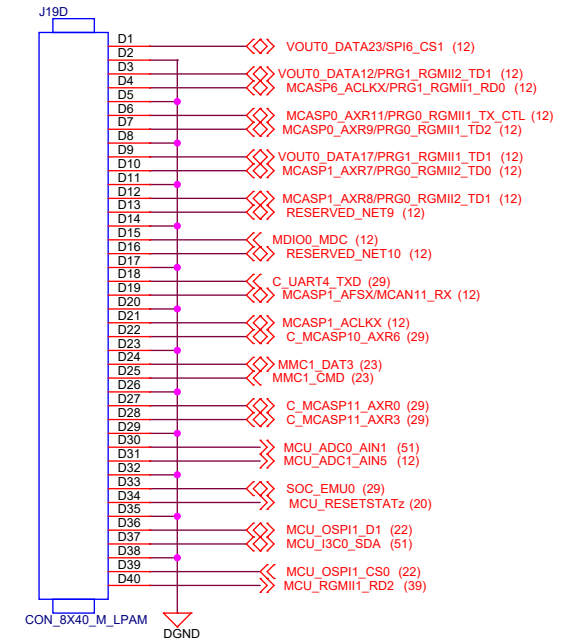 J19D
D1 VOUT0_DATA23/SPI6_CS1 (12)
D2
D3 VOUT0_DATA12/PRG1_RGMII2_TD1 (12)
D4 MCASP6_ACLKX/PRG1_RGMII1_RD0 (12)
D5
D6 MCASP0_AXR11/PRG0_RGMII1_TX_CTL (12)
D7 MCASP0_AXR9/PRG0_RGMII1_TD2 (12)
D8
D9 VOUT0_DATA17/PRG1_RGMII1_TD1 (12)
D10 MCASP1_AXR7/PRG0_RGMII2_TD0 (12)
D11
D12 MCASP1_AXR8/PRG0_RGMII2_TD1 (12)
D13 RESERVED_NET9 (12)
D14
D15 MDIO0_MDC (12)
D16 RESERVED_NET10 (12)
D17
D18 C_UART4_TXD (29)
D19 MCASP1_AFSX/MCAN11_RX (12)
D20
D21 MCASP1_ACLKX (12)
D22 C_MCASP10_AXR6 (29)
D23
D24 MMC1_DAT3 (23)
D25 MMC1_CMD (23)
D26
D27 C_MCASP11_AXR0 (29)
D28 C_MCASP11_AXR3 (29)
D29
D30 MCU_ADC0_AIN1 (51)
D31 MCU_ADC1_AIN5 (12)
D32
D33 SOC_EMU0 (29)
D34 MCU_RESETSTATz (20)
D35
D36 MCU_OSPI1_D1 (22)
D37 MCU_I3C0_SDA (51)
D38
D39 MCU_OSPI1_CS0 (22)
D40 MCU_RGMII1_RD2 (39)
CON_8X40_M_LPAM
DGND